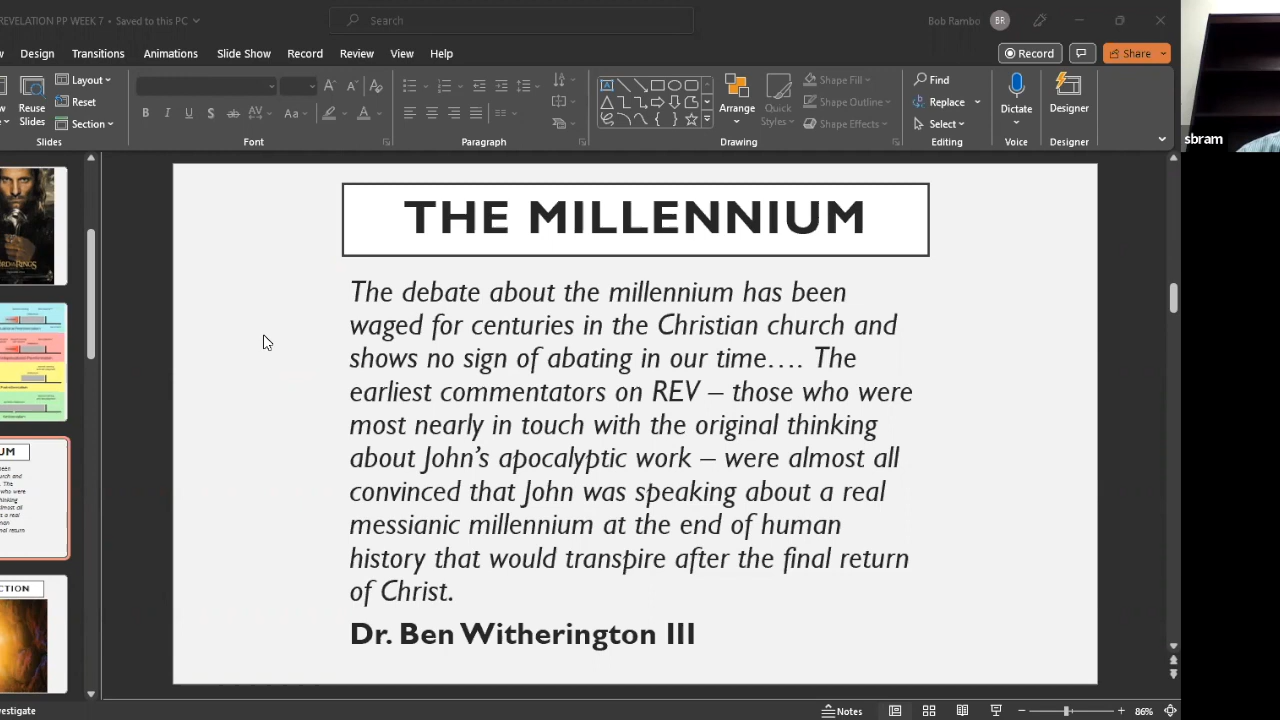 REVELATION PP WEEK 7 • Saved to this PC
Search
Bob Rambo BR
Design Transitions Animations Slide Show Record Review View Help
Record Share
Layout
Reset
Section
Reuse
Slides
Slides
B I U S ab AV Aa A
Font
Paragraph
Arrange
Quick
Styles
Shape Fill
Shape Outline
Shape Effects
Drawing
Find
Replace
Select
Editing
Dictate
Voice
Designer
Designer
sbram
THE MILLENNIUM
The debate about the millennium has been
waged for centuries in the Christian church and
shows no sign of abating in our time…. The
earliest commentators on REV – those who were
most nearly in touch with the original thinking
about John’s apocalyptic work – were almost all
convinced that John was speaking about a real
messianic millennium at the end of human
history that would transpire after the final return
of Christ.
Dr. Ben Witherington III
UM
CTION
Notes
86%